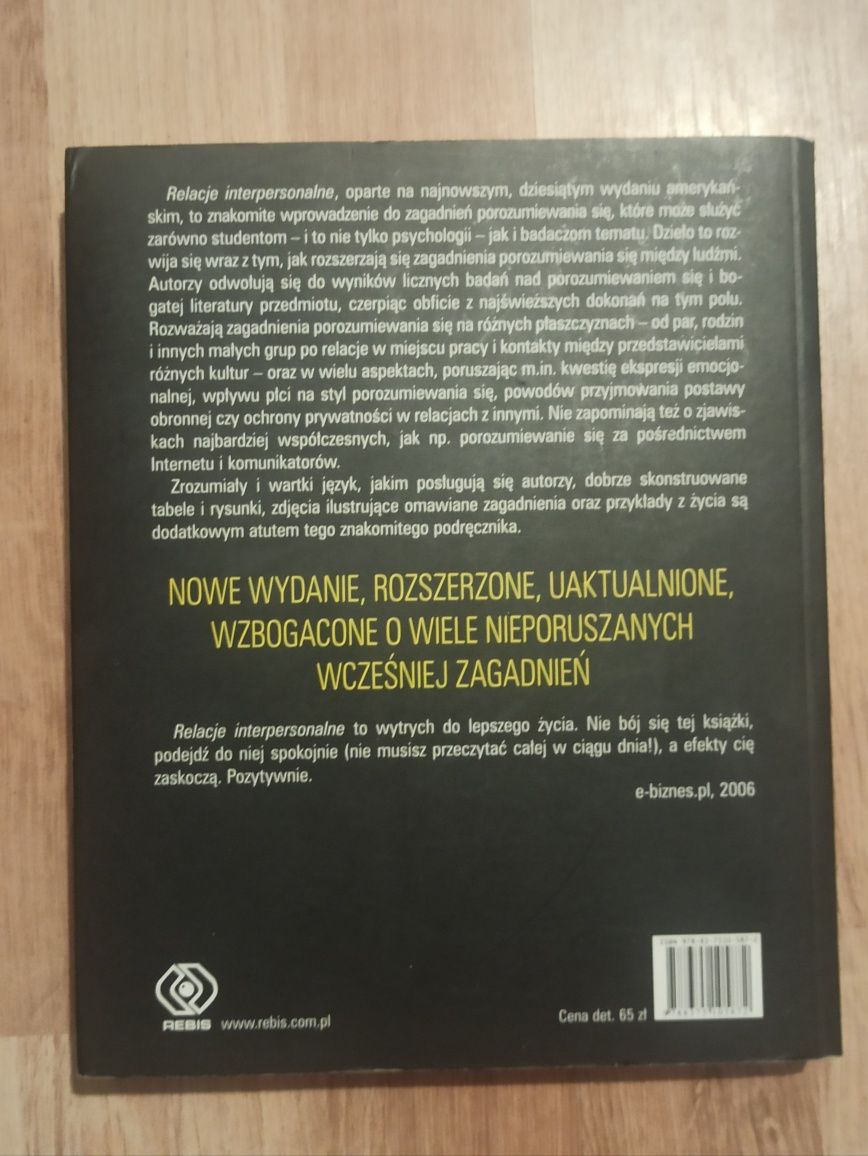 Relacje interpersonalne, oparte na najnowszym, dziesiątym wydaniu amerykań-
skim, to znakomite wprowadzenie do zagadnień porozumiewania się, które może służyć
zarówno studentom – i to nie tylko psychologii – jak i badaczom tematu. Dzieło to roz-
wija się wraz z tym, jak rozszerzają się zagadnienia porozumiewania się między ludźmi.
Autorzy odwołują się do wyników licznych badań nad porozumiewaniem się i bo-
gatej literatury przedmiotu, czerpiąc obficie z najświeższych dokonań na tym polu.
Rozważają zagadnienia porozumiewania się na różnych płaszczyznach – od par, rodzin
i innych małych grup po relacje w miejscu pracy i kontakty między przedstawicielami
różnych kultur – oraz w wielu aspektach, poruszając m.in. kwestię ekspresji emocjo-
nalnej, wpływu płci na styl porozumiewania się, powodów przyjmowania postawy
obronnej czy ochrony prywatności w relacjach z innymi. Nie zapominają też o zjawis-
kach najbardziej współczesnych, jak np. porozumiewanie się za pośrednictwem
Internetu i komunikatorów.
Zrozumiały i wartki język, jakim posługują się autorzy, dobrze skonstruowane
tabele i rysunki, zdjęcia ilustrujące omawiane zagadnienia oraz przykłady z życia są
dodatkowym atutem tego znakomitego podręcznika.
NOWE WYDANIE, ROZSZERZONE, UAKTUALNIONE,
WZBOGACONE O WIELE NIEPORUSZANYCH
WCZEŚNIEJ ZAGADNIEŃ
Relacje interpersonalne to wytrych do lepszego życia. Nie bój się tej książki,
podejdź do niej spokojnie (nie musisz przeczytać całej w ciągu dnia!), a efekty cię
zaskoczą. Pozytywnie.
e-biznes.pl, 2006
ISBN
REBIS www.rebis.com.pl
Cena det. 65 zł